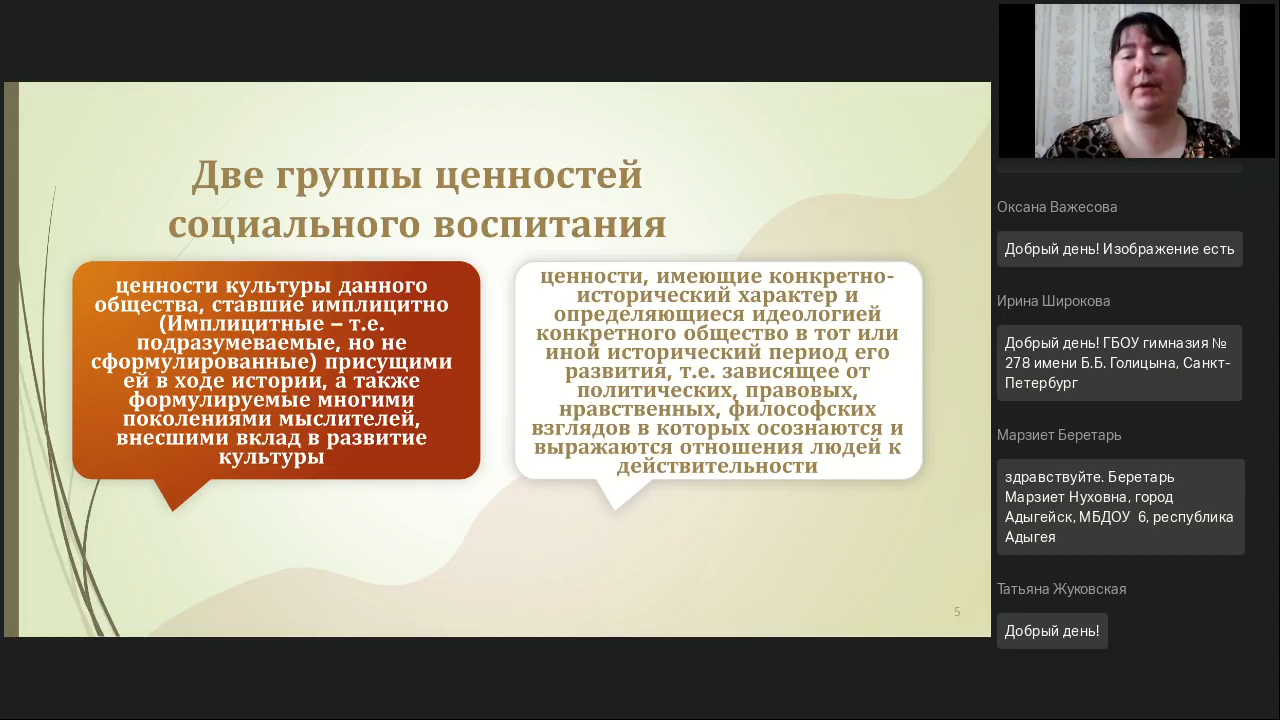 Две группы ценностей
социального воспитания
ценности культуры данного
общества, ставшие имплицитно
(Имплицитные – т.е.
подразумеваемые, но не
сформулированные) присущими
ей в ходе истории, а также
формулируемые многими
поколениями мыслителей,
внесшими вклад в развитие
культуры
ценности, имеющие конкретно-
исторический характер и
определяющиеся идеологией
конкретного общество в тот или
иной исторический период его
развития, т.е. зависящее от
политических, правовых,
нравственных, философских
взглядов в которых осознаются и
выражаются отношения людей к
действительности
5
Оксана Важесова
Добрый день! Изображение есть
Ирина Широкова
Добрый день! ГБОУ гимназия №
278 имени Б.Б. Голицына, Санкт-
Петербург
Марзиет Беретарь
здравствуйте. Беретарь
Марзиет Нуховна, город
Адыгейск, МБДОУ 6, республика
Адыгея
Татьяна Жуковская
Добрый день!